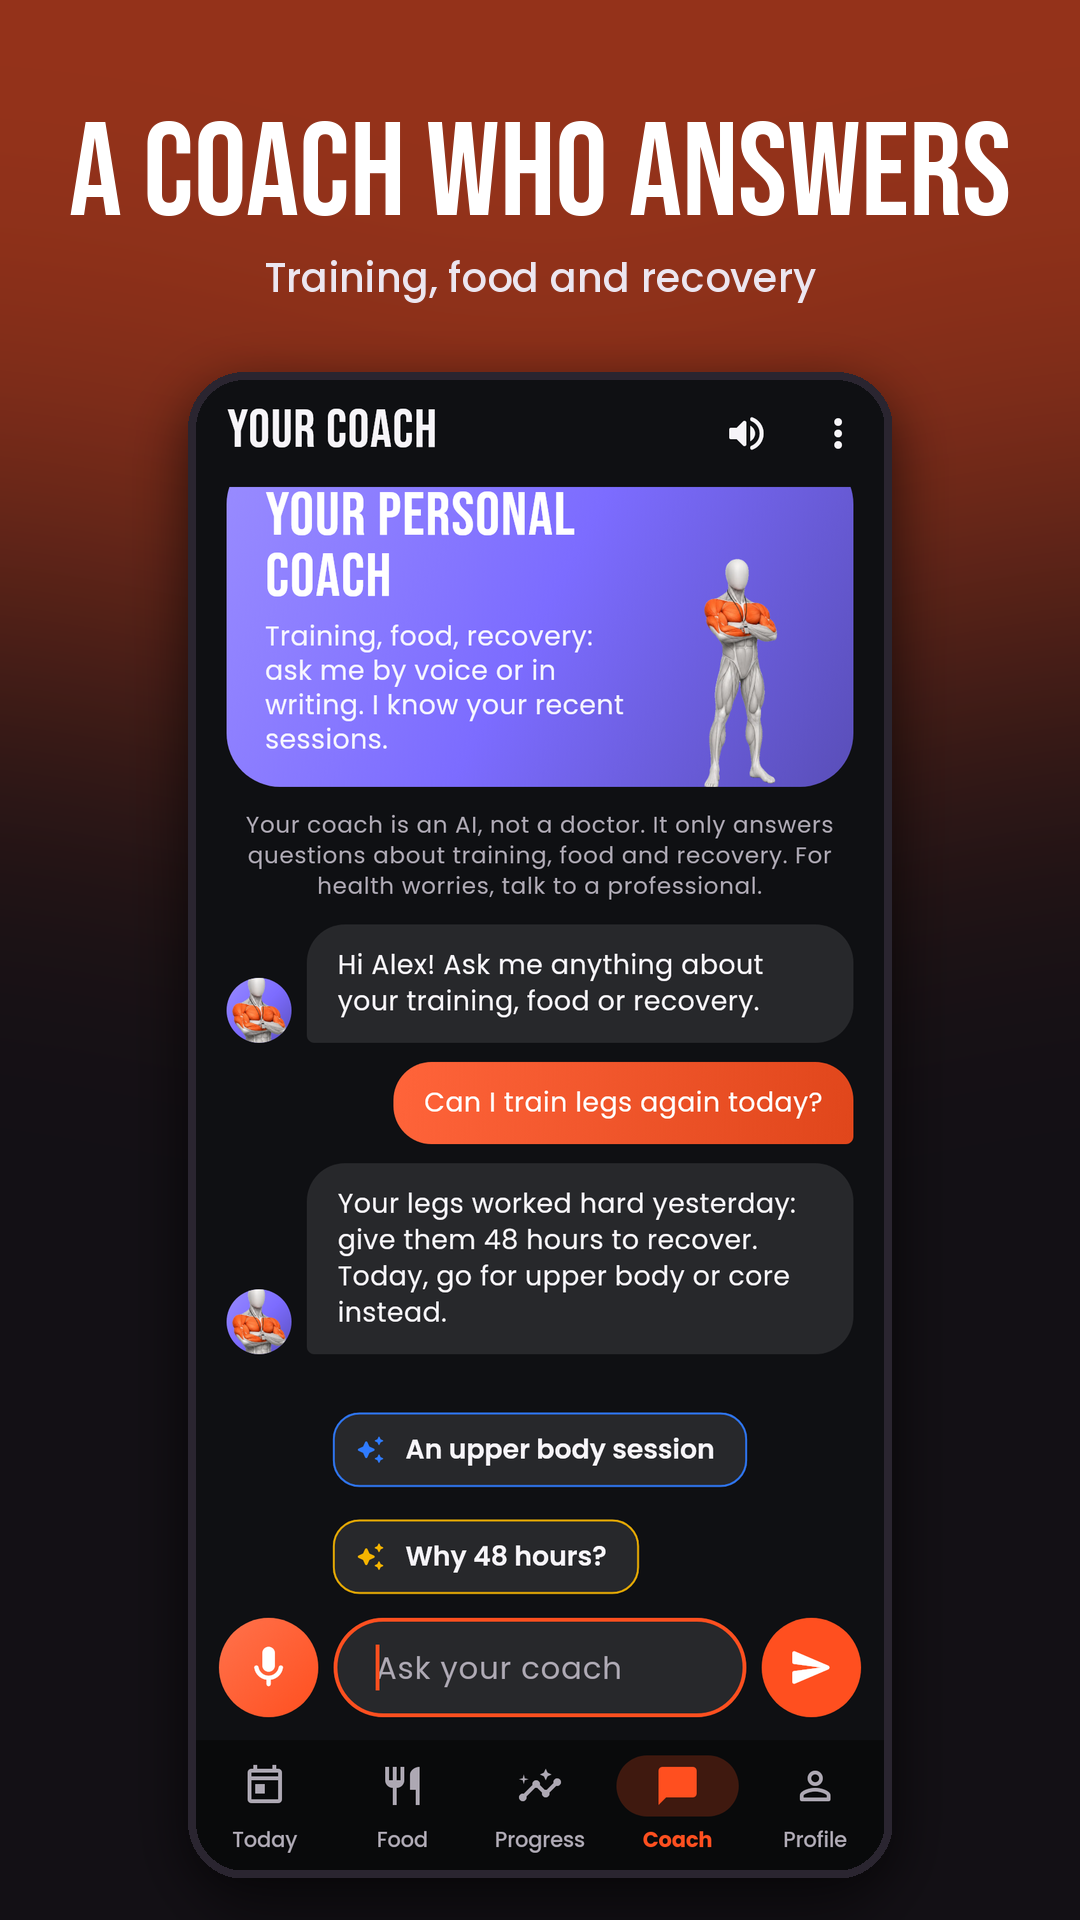 A COACH WHO ANSWERS
Training, food and recovery
YOUR COACH
YOUR PERSONAL
COACH
Training, food, recovery:
ask me by voice or in
writing. I know your recent
sessions.
Your coach is an AI, not a doctor. It only answers
questions about training, food and recovery. For
health worries, talk to a professional.
Hi Alex! Ask me anything about
your training, food or recovery.
Can I train legs again today?
Your legs worked hard yesterday:
give them 48 hours to recover.
Today, go for upper body or core
instead.
An upper body session
Why 48 hours?
Ask your coach
Today
Food
Progress
Coach
Profile